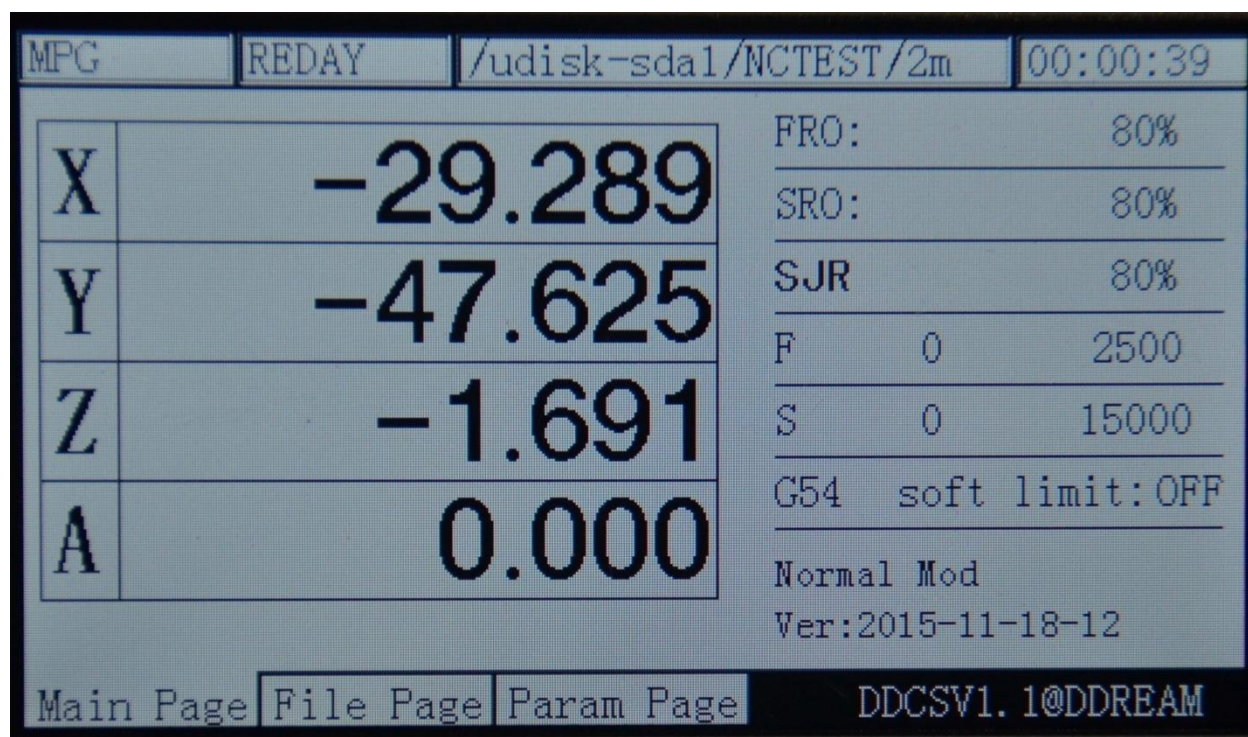 MPG REDAY /udisk-sda1/NCTEST/2m 00:00:39
X -29.289
Y -47.625
Z -1.691
A 0.000
FRO: 80%
SRO: 80%
SJR 80%
F 0 2500
S 0 15000
G54 soft limit:OFF
Normal Mod
Ver:2015-11-18-12
Main Page File Page Param Page DDCSV1.1@DDREAM